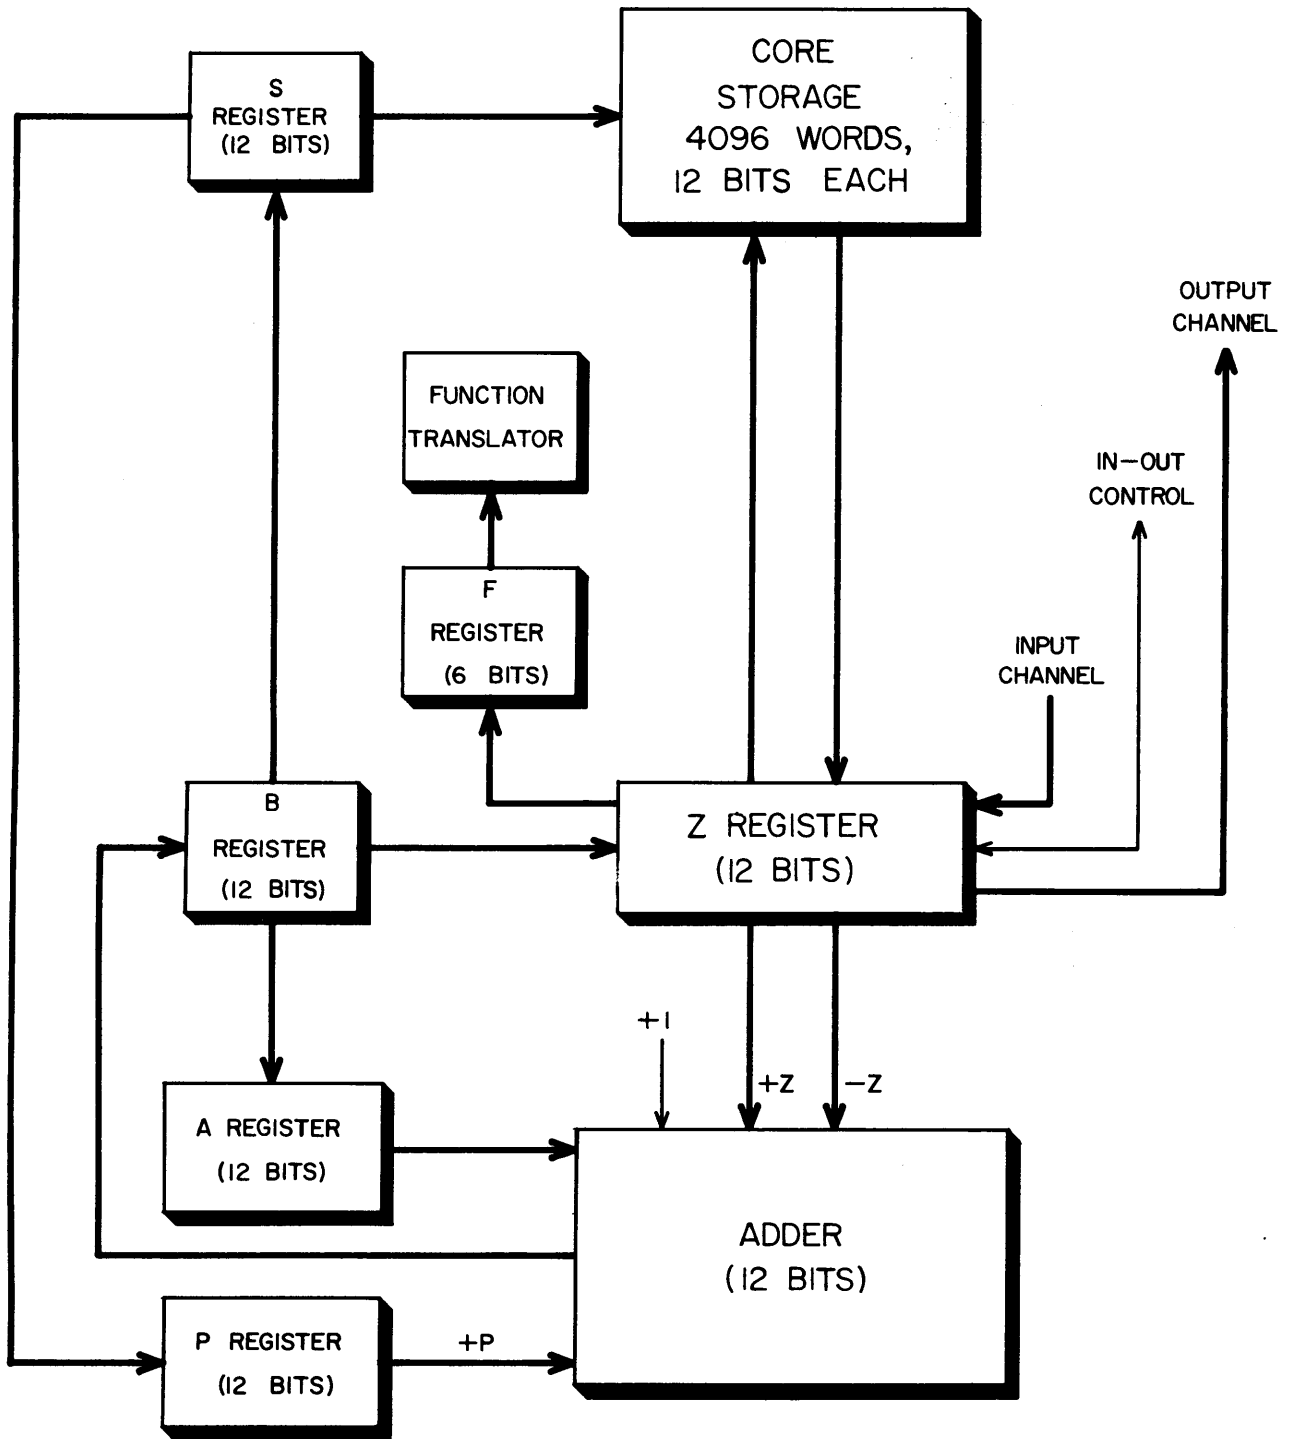 CORE
STORAGE
4096 WORDS,
12 BITS EACH
S
REGISTER
(12 BITS)
OUTPUT
CHANNEL
FUNCTION
TRANSLATOR
IN-OUT
CONTROL
F
REGISTER
(6 BITS)
INPUT
CHANNEL
B
REGISTER
(12 BITS)
Z REGISTER
(12 BITS)
+1
+Z
-Z
A REGISTER
(12 BITS)
ADDER
(12 BITS)
P REGISTER
(12 BITS)
+P